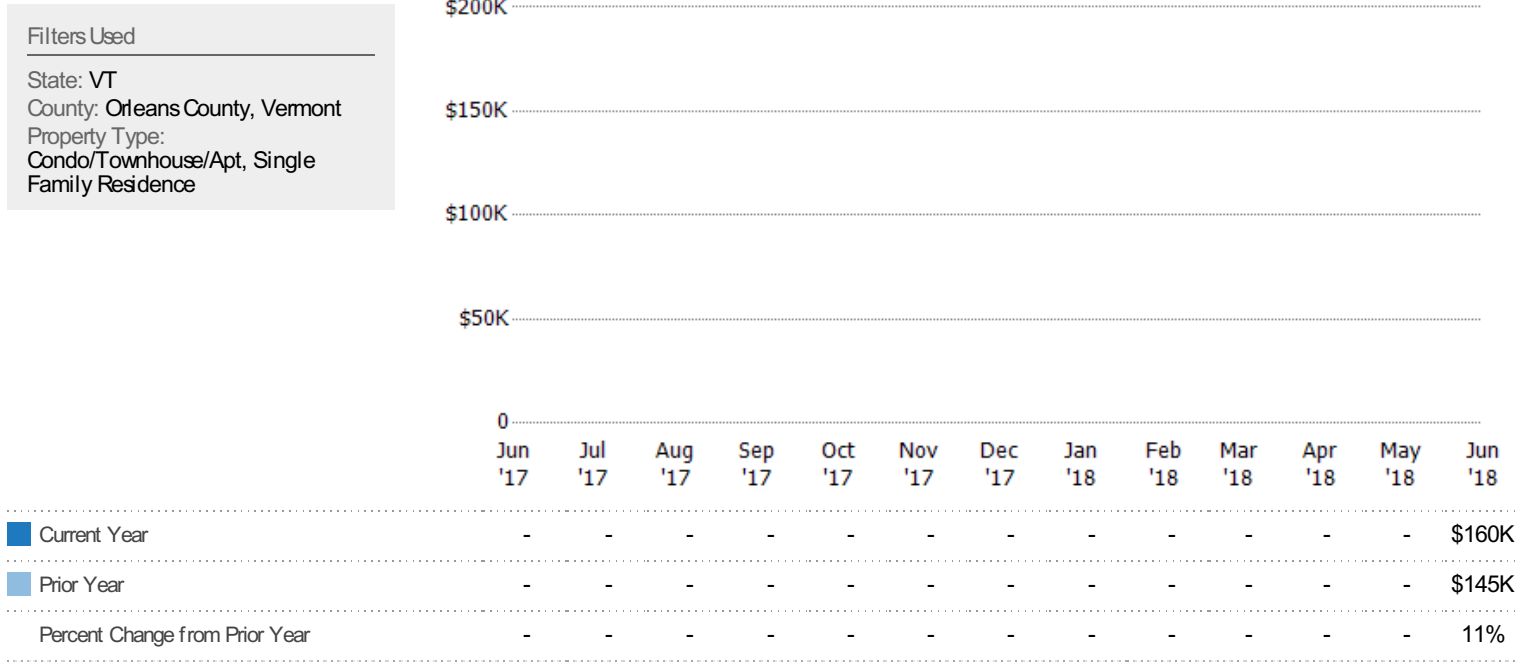 Filters Used
State: VT
County: Orleans County, Vermont
Property Type:
Condo/Townhouse/Apt, Single
Family Residence
$200K
$150K
$100K
$50K
0
Jun Jul Aug Sep Oct Nov Dec Jan Feb Mar Apr May Jun
'17 '17 '17 '17 '17 '17 '17 '18 '18 '18 '18 '18 '18
Current Year - - - - - - - - - - - - $160K
Prior Year - - - - - - - - - - - - $145K
Percent Change from Prior Year - - - - - - - - - - - - 11%